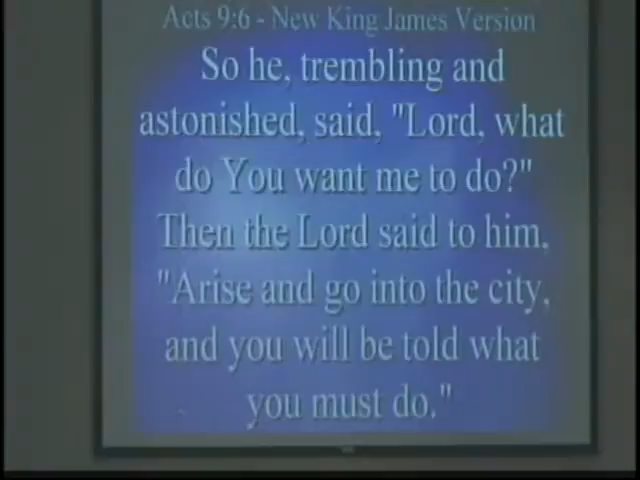 Acts 9:6 - New King James Version
So he, trembling and
astonished, said, "Lord, what
do You want me to do?"
Then the Lord said to him,
"Arise and go into the city,
and you will be told what
you must do."